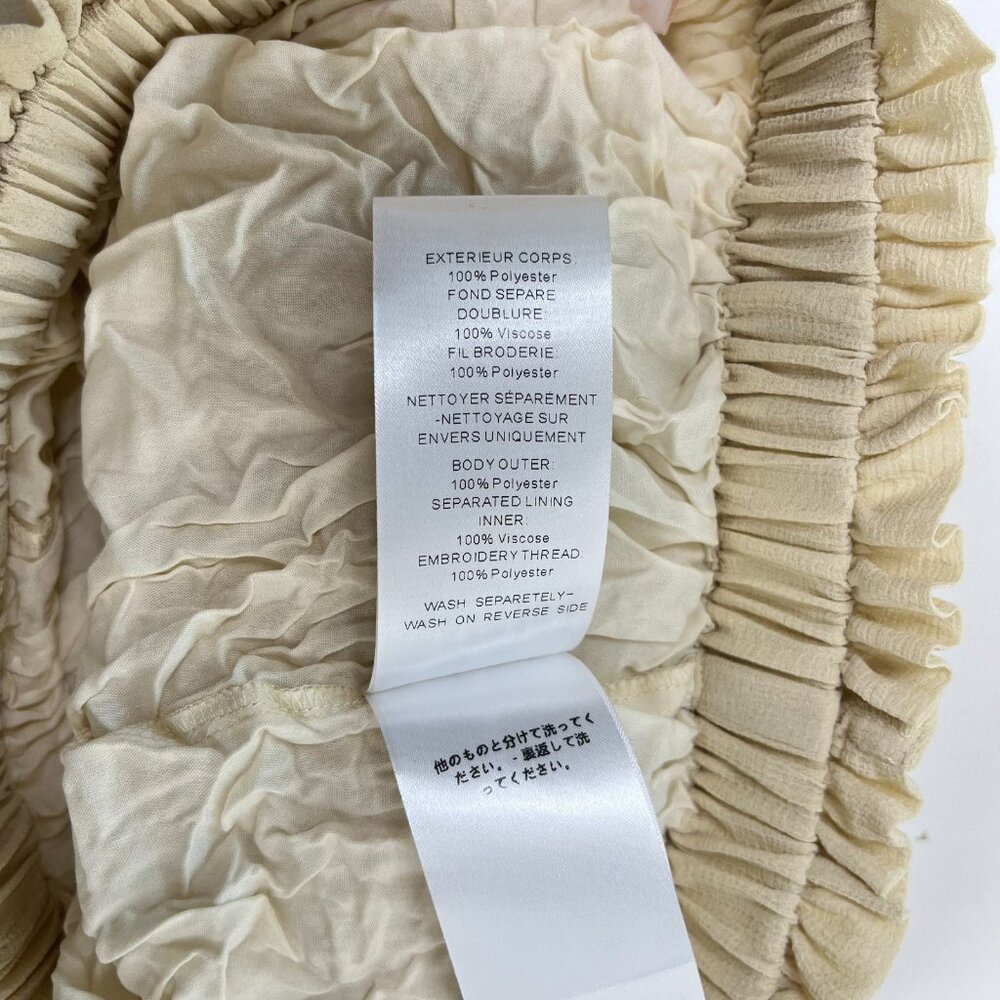 EXTERIEUR CORPS
100% Polyester
FOND SEPARE
DOUBLURE:
100% Viscose
FIL BRODERIE:
100% Polyester
NETTOYER SÉPARÉMENT
-NETTOYAGE SUR
ENVERS UNIQUEMENT
BODY OUTER:
100% Polyester
SEPARATED LINING
INNER:
100% Viscose
EMBROIDERY THREAD:
100% Polyester
WASH SEPARETELY-
WASH ON REVERSE SIDE
他のものと分けて洗ってく
ださい。- 裏返して洗
ってください。